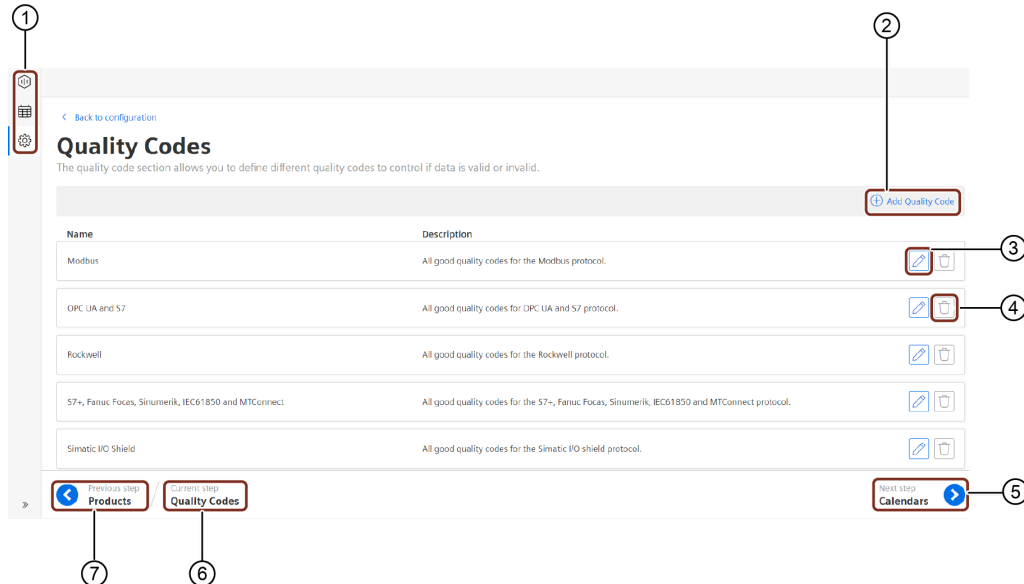 1
2
Back to configuration
Quality Codes
The quality code section allows you to define different quality codes to control if data is valid or invalid.
Add Quality Code
Name Description
Modbus All good quality codes for the Modbus protocol.
3
OPC UA and S7 All good quality codes for OPC UA and S7 protocol.
4
Rockwell All good quality codes for the Rockwell protocol.
S7+, Fanuc Focas, Sinumerik, IEC61850 and MTConnect All good quality codes for the S7+, Fanuc Focas, Sinumerik, IEC61850 and MTConnect protocol.
Simatic I/O Shield All good quality codes for the Simatic I/O shield protocol.
Previous step / Current step Next step
Products Quality Codes Calendars
5
7 6